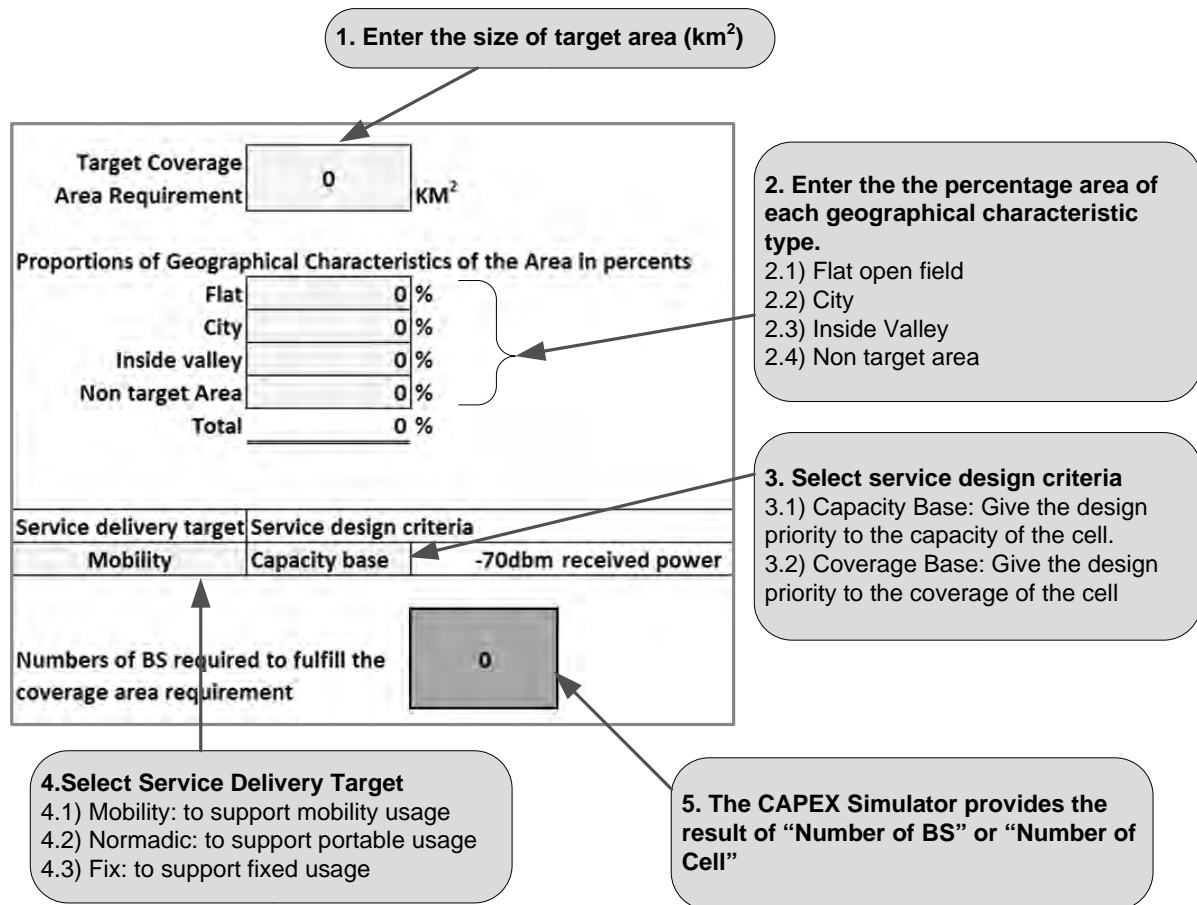 1. Enter the size of target area (km²)
Target Coverage
Area Requirement
0
KM²
Proportions of Geographical Characteristics of the Area in percents
Flat 0 %
City 0 %
Inside valley 0 %
Non target Area 0 %
Total 0 %
2. Enter the the percentage area of
each geographical characteristic
type.
2.1) Flat open field
2.2) City
2.3) Inside Valley
2.4) Non target area
3. Select service design criteria
3.1) Capacity Base: Give the design
priority to the capacity of the cell.
3.2) Coverage Base: Give the design
priority to the coverage of the cell
Service delivery target Service design criteria
Mobility Capacity base -70dbm received power
Numbers of BS required to fulfill the
coverage area requirement
0
4.Select Service Delivery Target
4.1) Mobility: to support mobility usage
4.2) Normadic: to support portable usage
4.3) Fix: to support fixed usage
5. The CAPEX Simulator provides the
result of “Number of BS” or “Number of
Cell”